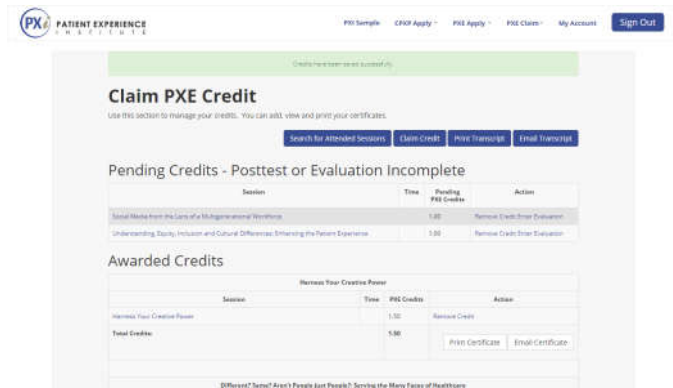 PX
PATIENT EXPERIENCE
INSTITUTE
PXI Sample
CPXP Apply
PXE Apply
PXE Claim
My Account
Sign Out
Credits have been saved successfully.
Claim PXE Credit
Use this section to manage your credits. You can add, view and print your certificates.
Search for Attended Sessions
Claim Credit
Print Transcript
Email Transcript
Pending Credits - Posttest or Evaluation Incomplete
Session Time Pending PXE Credits Action
Social Media from the Lens of a Multigenerational Workforce 1.00 Remove Credit Enter Evaluation
Understanding, Equity, Inclusion and Cultural Differences: Enhancing the Patient Experience 1.00 Remove Credit Enter Evaluation
Awarded Credits
Harness Your Creative Power
Session Time PXE Credits Action
Harness Your Creative Power 1.50 Remove Credit
Total Credits: 1.50
Print Certificate Email Certificate
Different? Same? Aren't People Just People?: Serving the Many Faces of Healthcare